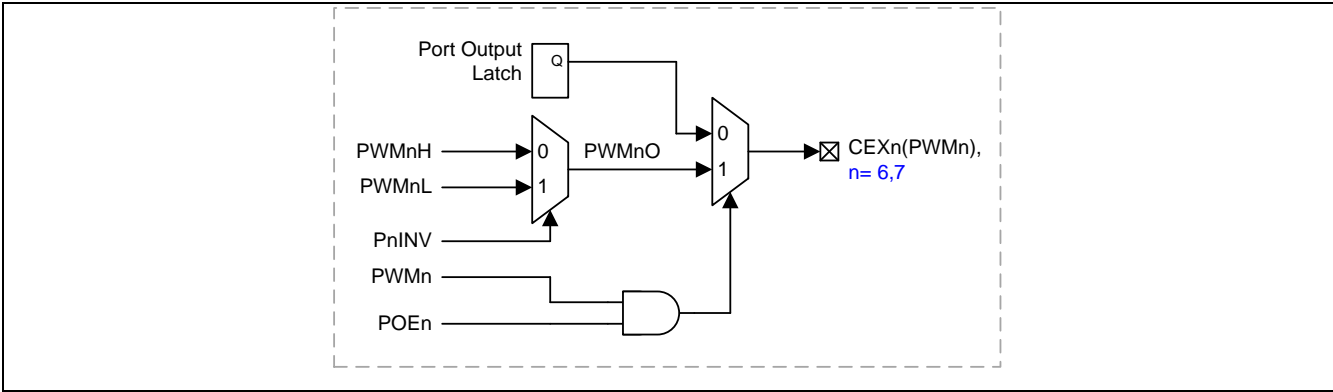 Port Output
Latch
Q
0
1
PWMnH
PWMnL
PWMnO
0
1
CEXn(PWMn),
n= 6,7
PnINV
PWMn
POEn